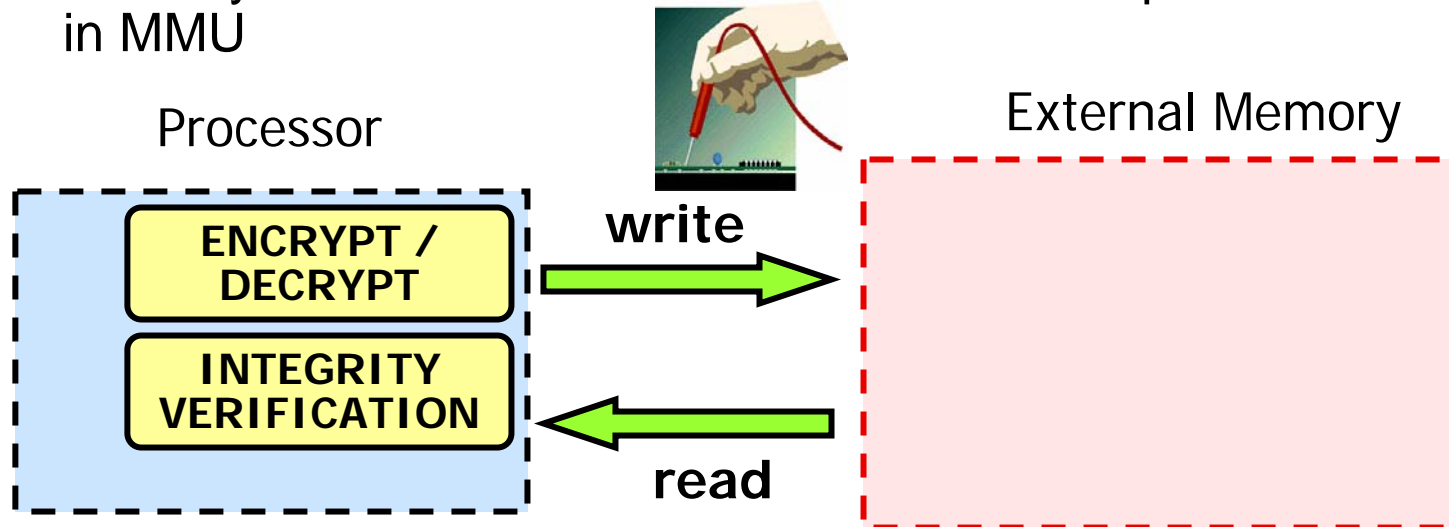 in MMU
Processor
External Memory
write
ENCRYPT /
DECRYPT
INTEGRITY
VERIFICATION
read